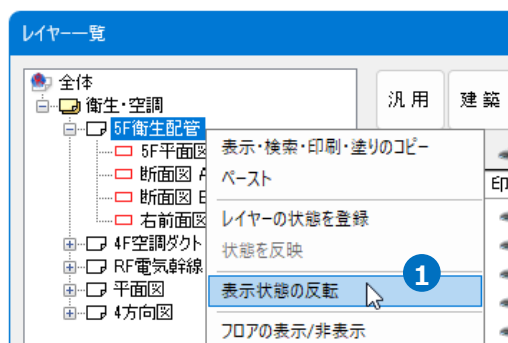 レイヤー一覧
全体
汎用
建築
衛生・空調
5F衛生配管
5F平面図
断面図 A
断面図 B
右前面図
4F空調ダクト
RF電気幹線
平面図
4方向図
表示・検索・印刷・塗りのコピー
ペースト
レイヤーの状態を登録
状態を反映
1
表示状態の反転
フロアの表示/非表示